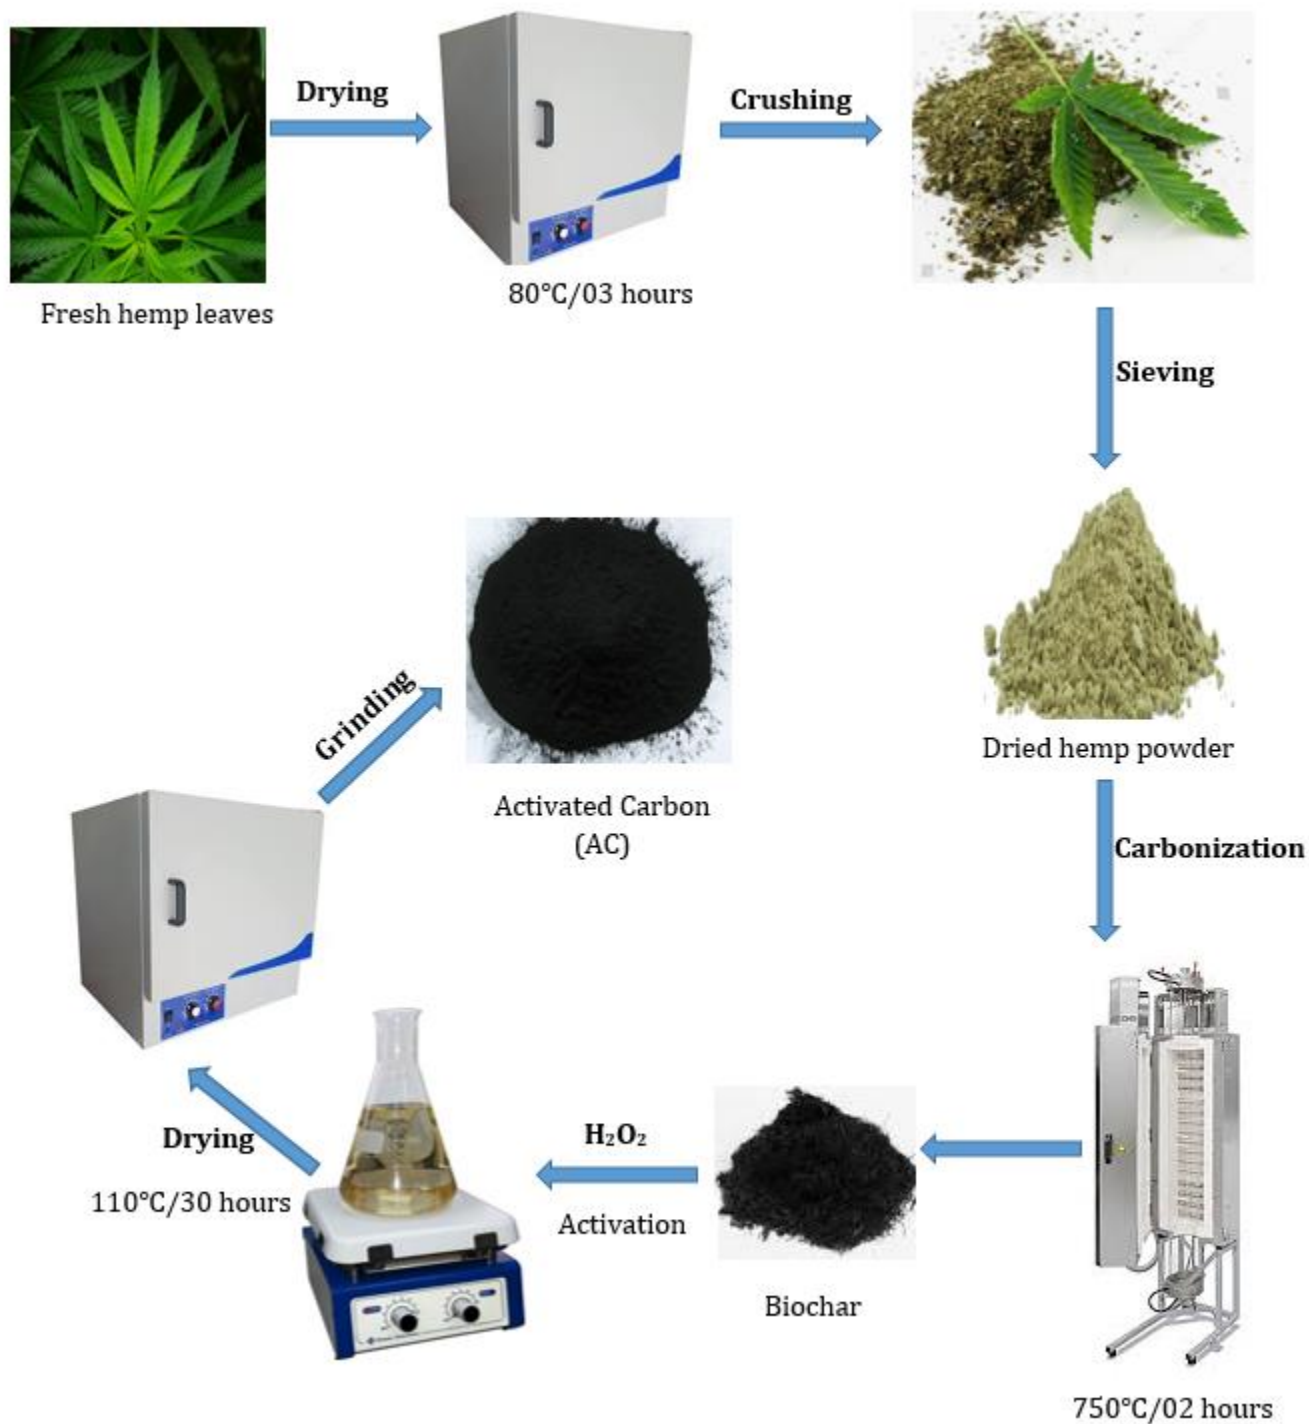 Drying
Crushing
Fresh hemp leaves
80°C/03 hours
Sieving
Dried hemp powder
Carbonization
750°C/02 hours
Biochar
H₂O₂
Activation
Drying
110°C/30 hours
Grinding
Activated Carbon
(AC)